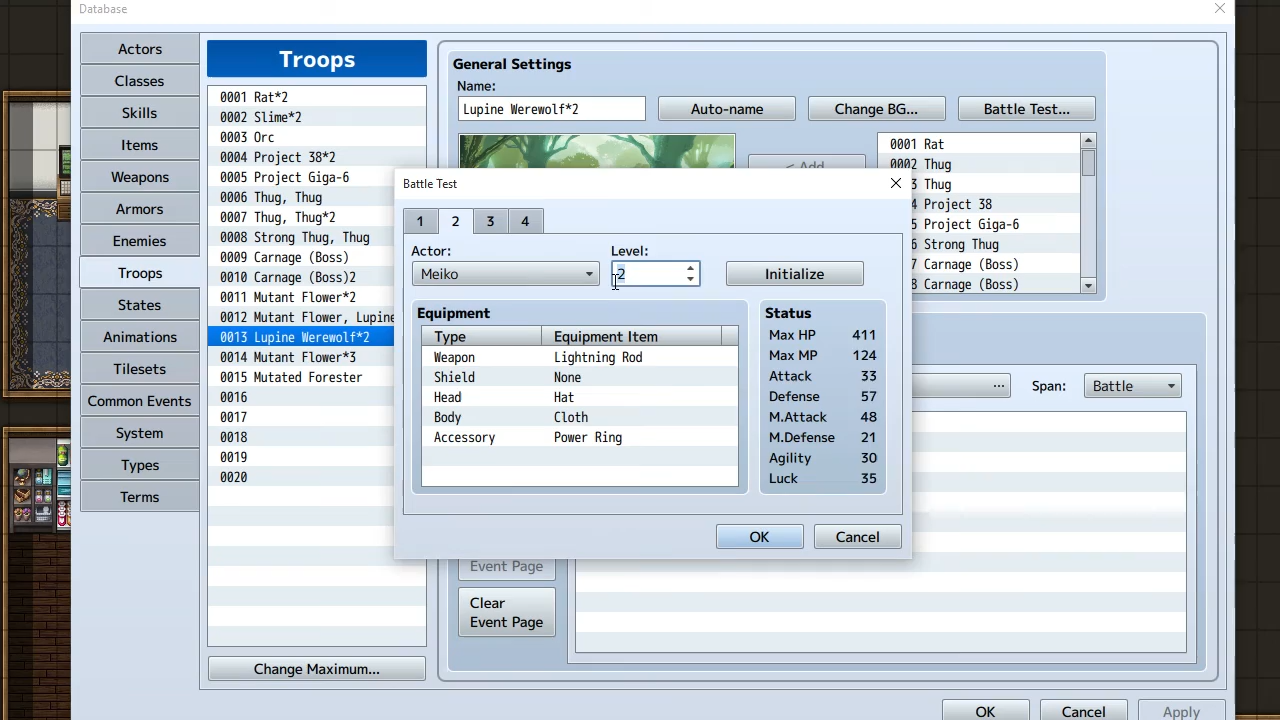 Database
Actors
Classes
Skills
Items
Weapons
Armors
Enemies
Troops
States
Animations
Tilesets
Common Events
System
Types
Terms
Troops
0001 Rat*2
0002 Slime*2
0003 Orc
0004 Project 38*2
0005 Project Giga-6
0006 Thug, Thug
0007 Thug, Thug*2
0008 Strong Thug, Thug
0009 Carnage (Boss)
0010 Carnage (Boss)2
0011 Mutant Flower*2
0012 Mutant Flower, Lupine
0013 Lupine Werewolf*2
0014 Mutant Flower*3
0015 Mutated Forester
0016
0017
0018
0019
0020
Change Maximum...
General Settings
Name:
Lupine Werewolf*2
Auto-name
Change BG...
Battle Test...
< Add
0001 Rat
0002 Thug
3 Thug
4 Project 38
5 Project Giga-6
6 Strong Thug
7 Carnage (Boss)
8 Carnage (Boss)
Battle Test
1 2 3 4
Actor:
Meiko
Level:
2
Initialize
Equipment
Type Equipment Item
Weapon Lightning Rod
Shield None
Head Hat
Body Cloth
Accessory Power Ring
Status
Max HP 411
Max MP 124
Attack 33
Defense 57
M.Attack 48
M.Defense 21
Agility 30
Luck 35
OK
Cancel
...
Span:
Battle
Event Page
Clear
Event Page
OK
Cancel
Apply